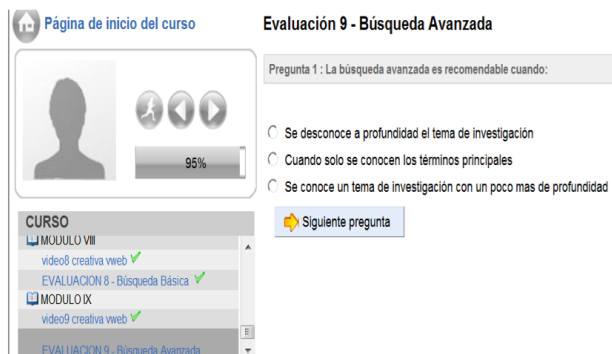 Página de inicio del curso
Evaluación 9 - Búsqueda Avanzada
Pregunta 1 : La búsqueda avanzada es recomendable cuando:
Se desconoce a profundidad el tema de investigación
Cuando solo se conocen los términos principales
Se conoce un tema de investigación con un poco mas de profundidad
Siguiente pregunta
95%
CURSO
MODULO VIII
video8 creativa vweb
EVALUACION 8 - Búsqueda Básica
MODULO IX
video9 creativa vweb
EVALUACION 9 - Búsqueda Avanzada